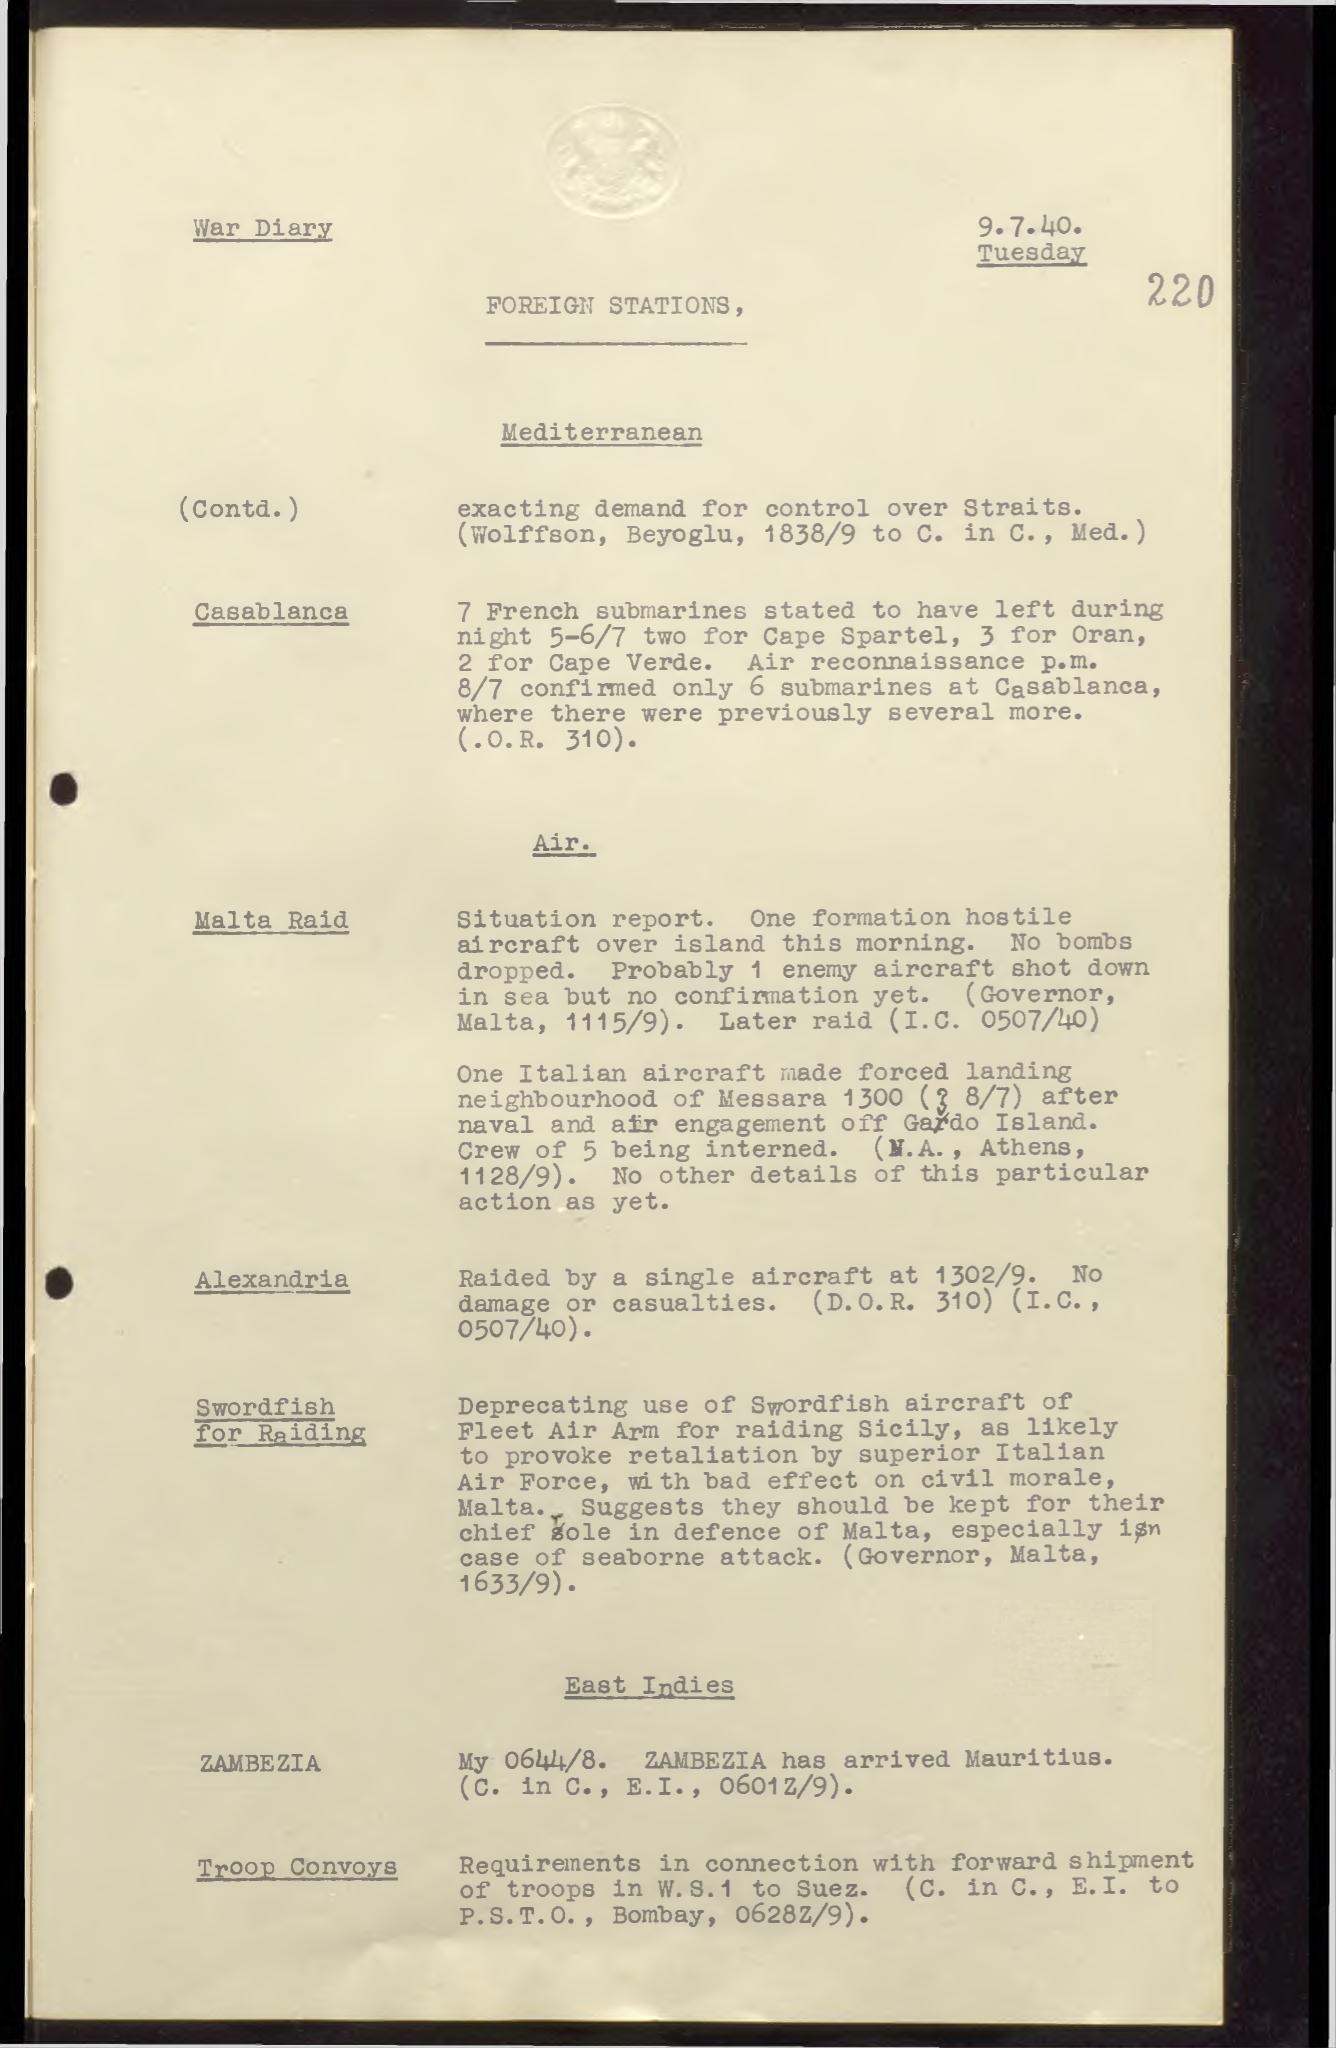 War Diary
9.7.40.
Tuesday
220
FOREIGN STATIONS,
Mediterranean
(Contd.) exacting demand for control over Straits.
(Wolffson, Beyoglu, 1838/9 to C. in C., Med.)
Casablanca 7 French submarines stated to have left during
night 5-6/7 two for Cape Spartel, 3 for Oran,
2 for Cape Verde. Air reconnaissance p.m.
8/7 confirmed only 6 submarines at Casablanca,
where there were previously several more.
(.O.R. 310).
Air.
Malta Raid Situation report. One formation hostile
aircraft over island this morning. No bombs
dropped. Probably 1 enemy aircraft shot down
in sea but no confirmation yet. (Governor,
Malta, 1115/9). Later raid (I.C. 0507/40)
One Italian aircraft made forced landing
neighbourhood of Messara 1300 (? 8/7) after
naval and air engagement off Gardo Island.
Crew of 5 being interned. (N.A., Athens,
1128/9). No other details of this particular
action as yet.
Alexandria Raided by a single aircraft at 1302/9. No
damage or casualties. (D.O.R. 310) (I.C.,
0507/40).
Swordfish
for Raiding
Deprecating use of Swordfish aircraft of
Fleet Air Arm for raiding Sicily, as likely
to provoke retaliation by superior Italian
Air Force, with bad effect on civil morale,
Malta. Suggests they should be kept for their
chief role in defence of Malta, especially in
case of seaborne attack. (Governor, Malta,
1633/9).
East Indies
ZAMBEZIA My 0644/8. ZAMBEZIA has arrived Mauritius.
(C. in C., E.I., 0601Z/9).
Troop Convoys Requirements in connection with forward shipment
of troops in W.S.1 to Suez. (C. in C., E.I. to
P.S.T.O., Bombay, 0628Z/9).